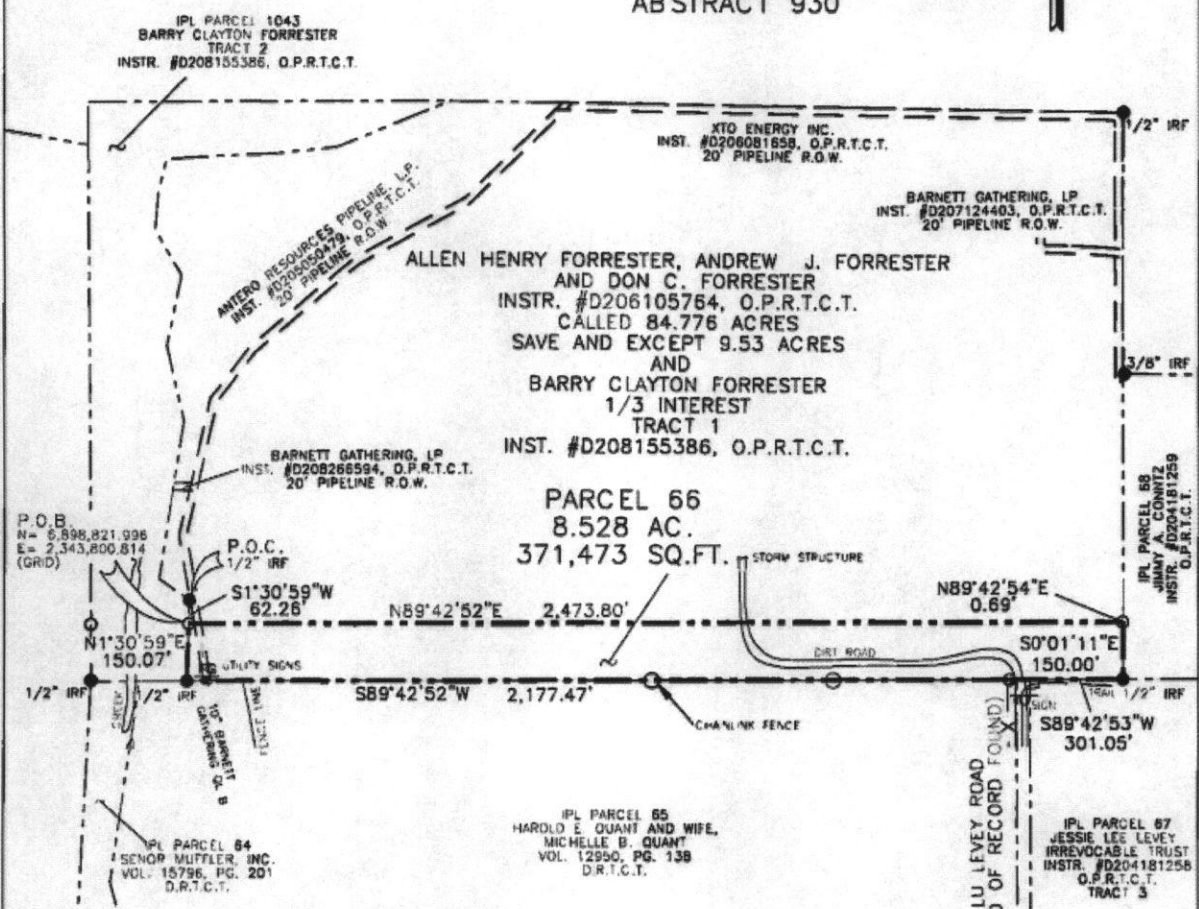 ABSTRACT 930
IPL PARCEL 1043
BARRY CLAYTON FORRESTER
TRACT 2
INSTR. #D208155386, O.P.R.T.C.T.
1/2" IRF
XTO ENERGY INC.
INST. #D206081658, O.P.R.T.C.T.
20' PIPELINE R.O.W.
BARNETT GATHERING, LP
INST. #D207124403, O.P.R.T.C.T.
20' PIPELINE R.O.W.
ANTERO RESOURCES PIPELINE, L.P.
INST. #D205050479, O.P.R.T.C.T.
20' PIPELINE R.O.W.
ALLEN HENRY FORRESTER, ANDREW J. FORRESTER
AND DON C. FORRESTER
INSTR. #D206105764, O.P.R.T.C.T.
CALLED 84.776 ACRES
SAVE AND EXCEPT 9.53 ACRES
AND
BARRY CLAYTON FORRESTER
1/3 INTEREST
TRACT 1
INST. #D208155386, O.P.R.T.C.T.
3/8" IRF
BARNETT GATHERING, LP
INST. #D208266594, O.P.R.T.C.T.
20' PIPELINE R.O.W.
IPL PARCEL 68
JIMMY A. CONNTZ
INSTR. #D204181259
O.P.R.T.C.T.
PARCEL 66
8.528 AC.
371,473 SQ.FT.
P.O.B.
N= 6,898,821.996
E= 2,343,800.814
(GRID)
P.O.C.
1/2" IRF
STORM STRUCTURE
S1°30'59"W
62.26'
N89°42'52"E 2,473.80'
N89°42'54"E
0.69'
N1°30'59"E
150.07'
S0°01'11"E
150.00'
UTILITY SIGNS
DIRT ROAD
1/2" IRF
1/2" IRF
S89°42'52"W 2,177.47'
TRAIL
1/2" IRF
SIGN
CREEK
10" BARNETT
GATHERING GL B
FENCE LINE
CHAINLINK FENCE
S89°42'53"W
301.05'
IPL PARCEL 64
SENOR MUFFLER, INC.
VOL. 15796, PG. 201
D.R.T.C.T.
IPL PARCEL 65
HAROLD E. QUANT AND WIFE,
MICHELLE B. QUANT
VOL. 12950, PG. 138
D.R.T.C.T.
LU LEVEY ROAD
OF RECORD FOUND)
IPL PARCEL 67
JESSIE LEE LEVEY
IRREVOCABLE TRUST
INSTR. #D204181258
O.P.R.T.C.T.
TRACT 3